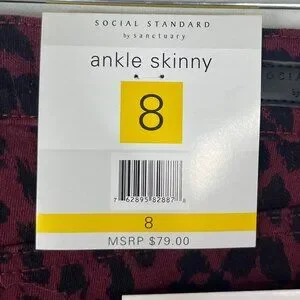 SOCIAL STANDARD
by sanctuary
ankle skinny
8
7 62895 82887 8
8
MSRP $79.00